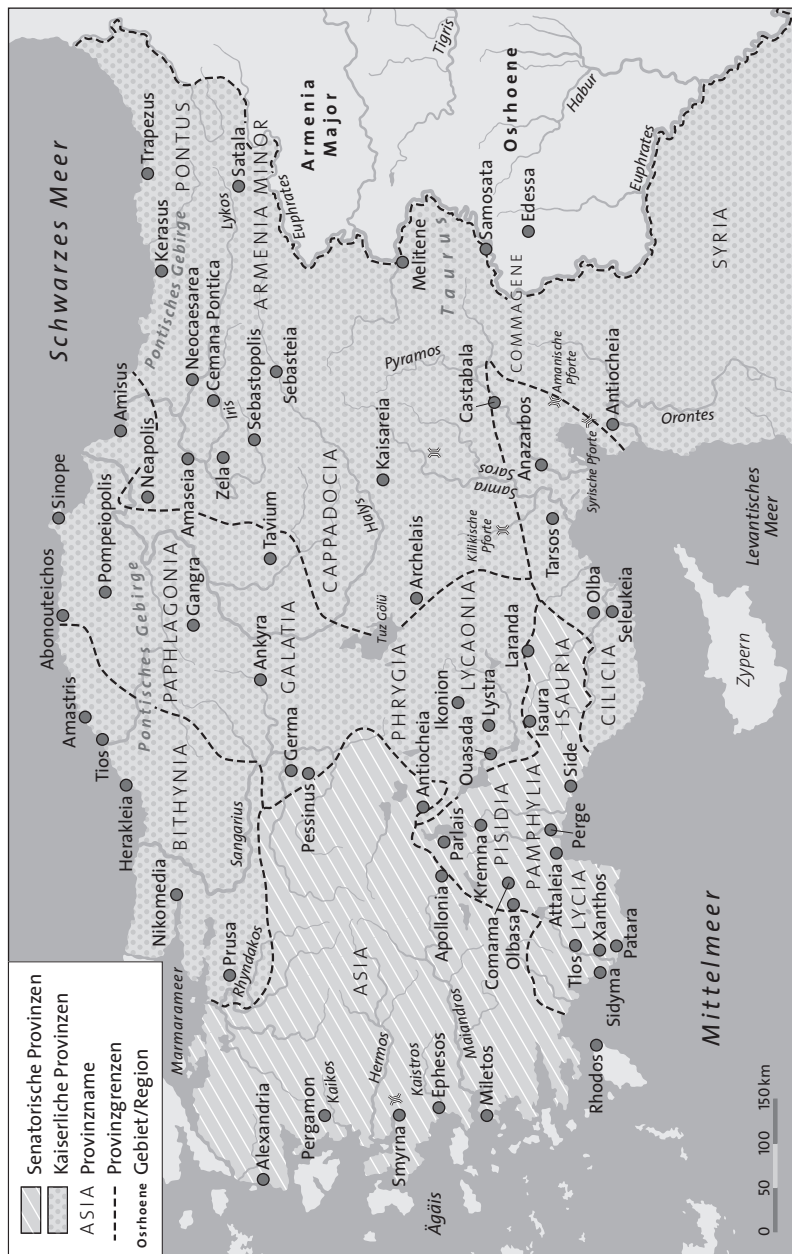 Senatorische Provinzen
Kaiserliche Provinzen
ASIA Provinzname
Provinzgrenzen
Osrhoene Gebiet/Region
0 50 100 150 km
Schwarzes Meer
Marmarameer
Ägäis
Mittelmeer
Levantisches
Meer
Zypern
Abonouteichos
Sinope
Amastris
Tios
Herakleia
Pompeiopolis
Pontisches Gebirge
PAPHLAGONIA
Gangra
Amisus
Neapolis
Amaseia
Zela
Iris
Pontisches Gebirge
Neocaesarea
Cemana Pontica
Sebastopolis
Sebasteia
Kerasus
Trapezus
PONTUS
Lykos
Satala
ARMENIA MINOR
Euphrates
Armenia
Major
Tigris
Osrhoene
Habur
Euphrates
Nikomedia
BITHYNIA
Sangarius
Prusa
Rhyndakos
Ankyra
GALATIA
Tavium
CAPPADOCIA
Halys
Kaisareia
Archelais
Tuz Gölü
Germa
Pessinus
PHRYGIA
Antiocheia
Ikonion
LYCAONIA
Lystra
Ouasada
Laranda
Isaura
ISAURIA
CILICIA
Olba
Seleukeia
Kilikische
Pforte
Tarsos
Samra
Saros
Pyramos
Castabala
Anazarbos
Amanische
Pforte
Syrische Pforte
Antiocheia
Orontes
Melitene
Taurus
COMMAGENE
Samosata
Edessa
SYRIA
Alexandria
Pergamon
Kaikos
ASIA
Hermos
Smyrna
Kaistros
Ephesos
Maiandros
Miletos
Apollonia
Parlais
Kremna
PISIDIA
Comama
Olbasa
PAMPHYLIA
Attaleia
Perge
Side
LYCIA
Tlos
Xanthos
Sidyma
Patara
Rhodos